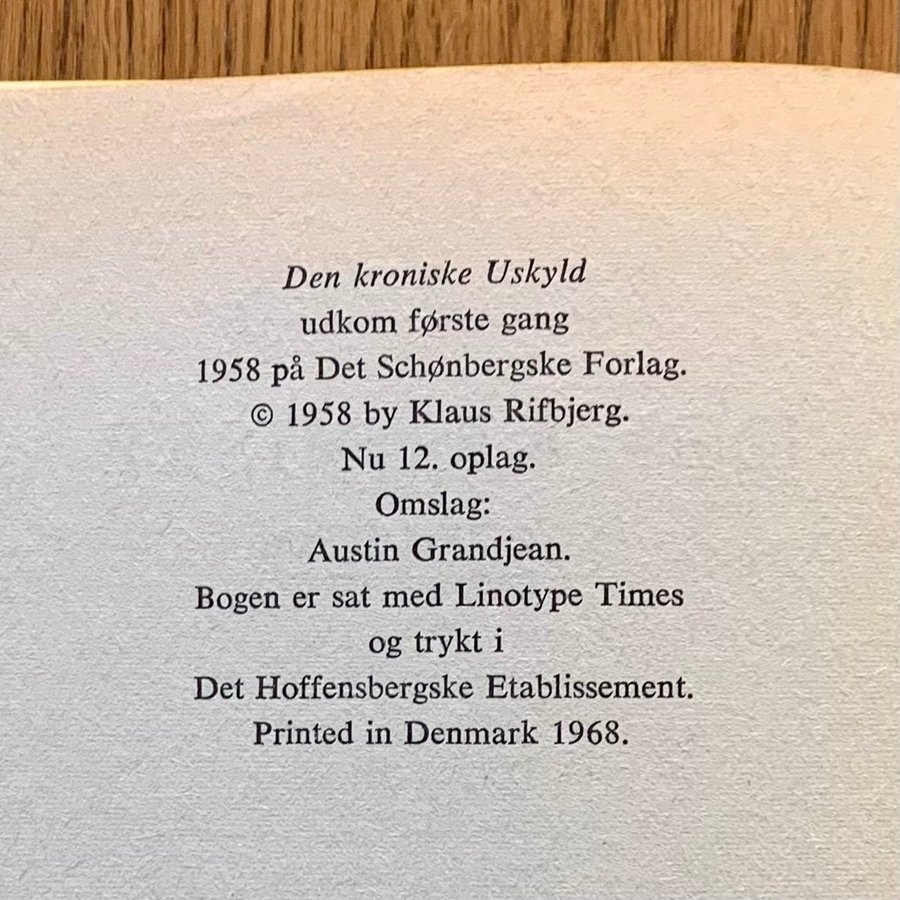 Den kroniske Uskyld
udkom første gang
1958 på Det Schønbergske Forlag.
© 1958 by Klaus Rifbjerg.
Nu 12. oplag.
Omslag:
Austin Grandjean.
Bogen er sat med Linotype Times
og trykt i
Det Hoffensbergske Etablissement.
Printed in Denmark 1968.